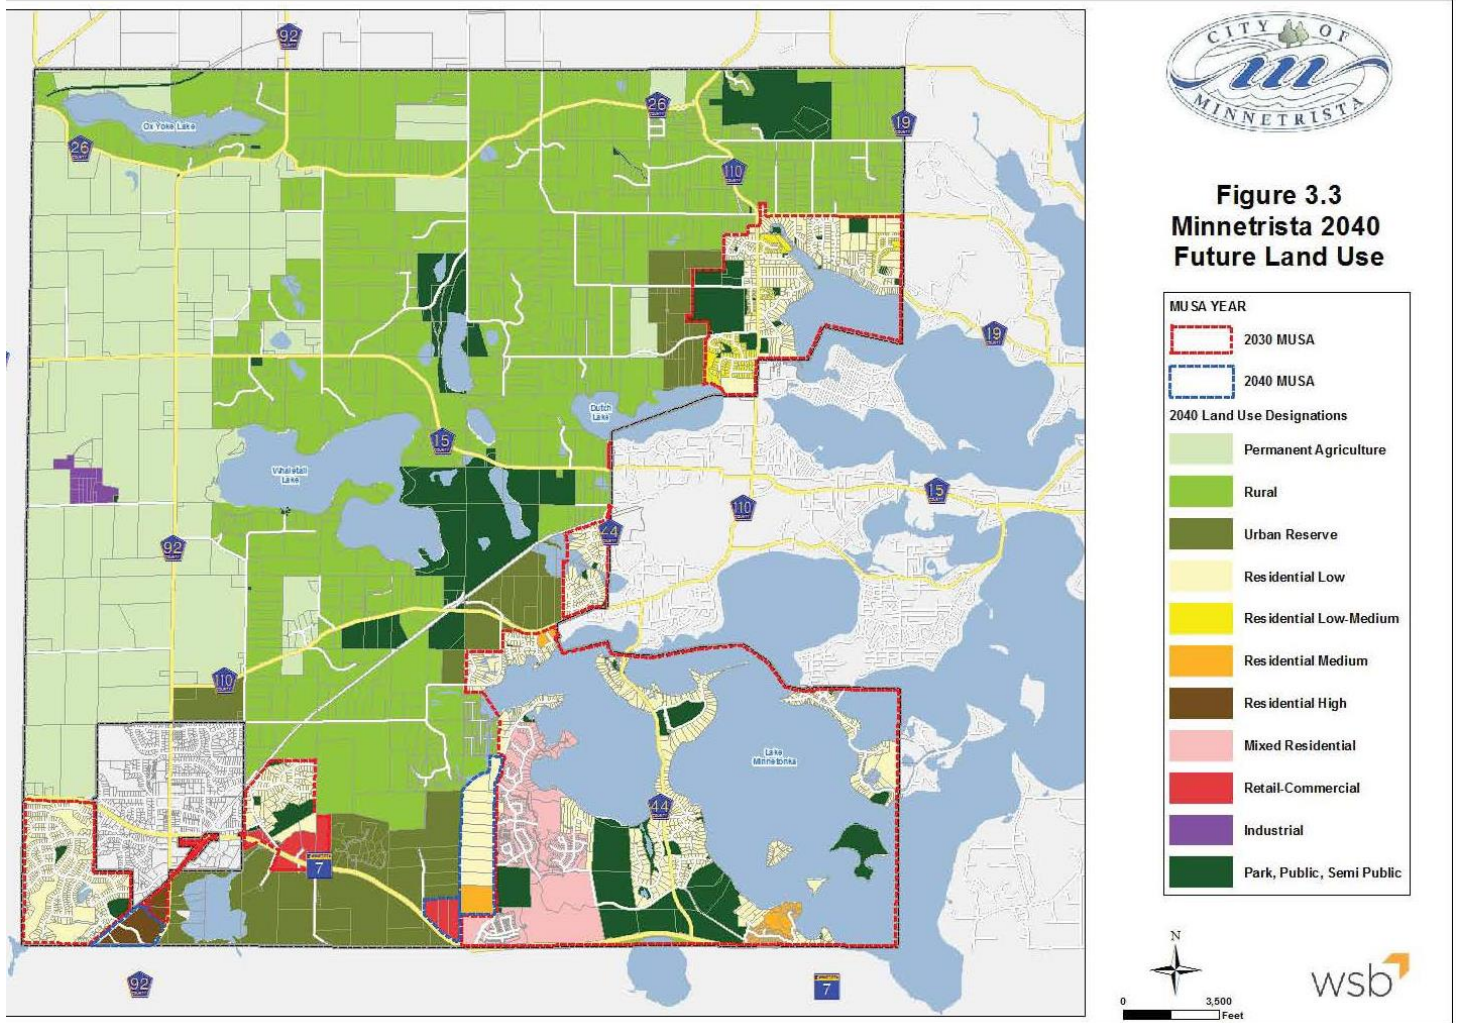 CITY OF
m
MINNETRISTA
Figure 3.3
Minnetrista 2040
Future Land Use
MUSA YEAR
2030 MUSA
2040 MUSA
2040 Land Use Designations
Permanent Agriculture
Rural
Urban Reserve
Residential Low
Residential Low-Medium
Residential Medium
Residential High
Mixed Residential
Retail-Commercial
Industrial
Park, Public, Semi Public
N
0 3,500
Feet
wsb
92
26
Ox Yoke Lake
26
19
110
19
Dutch
Lake
15
Whaletail
Lake
15
110
44
92
110
Lake
Minnetonka
44
7
92
7